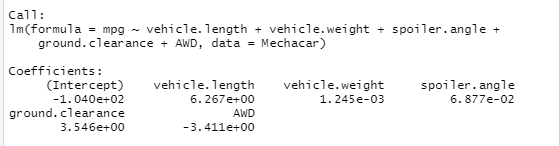 Call:
lm(formula = mpg ~ vehicle.length + vehicle.weight + spoiler.angle +
    ground.clearance + AWD, data = Mechacar)

Coefficients:
     (Intercept)    vehicle.length    vehicle.weight     spoiler.angle
      -1.040e+02         6.267e+00         1.245e-03         6.877e-02
ground.clearance               AWD
       3.546e+00        -3.411e+00